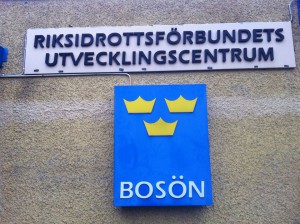 RIKSIDROTTSFÖRBUNDETS
UTVECKLINGSCENTRUM
BOSÖN